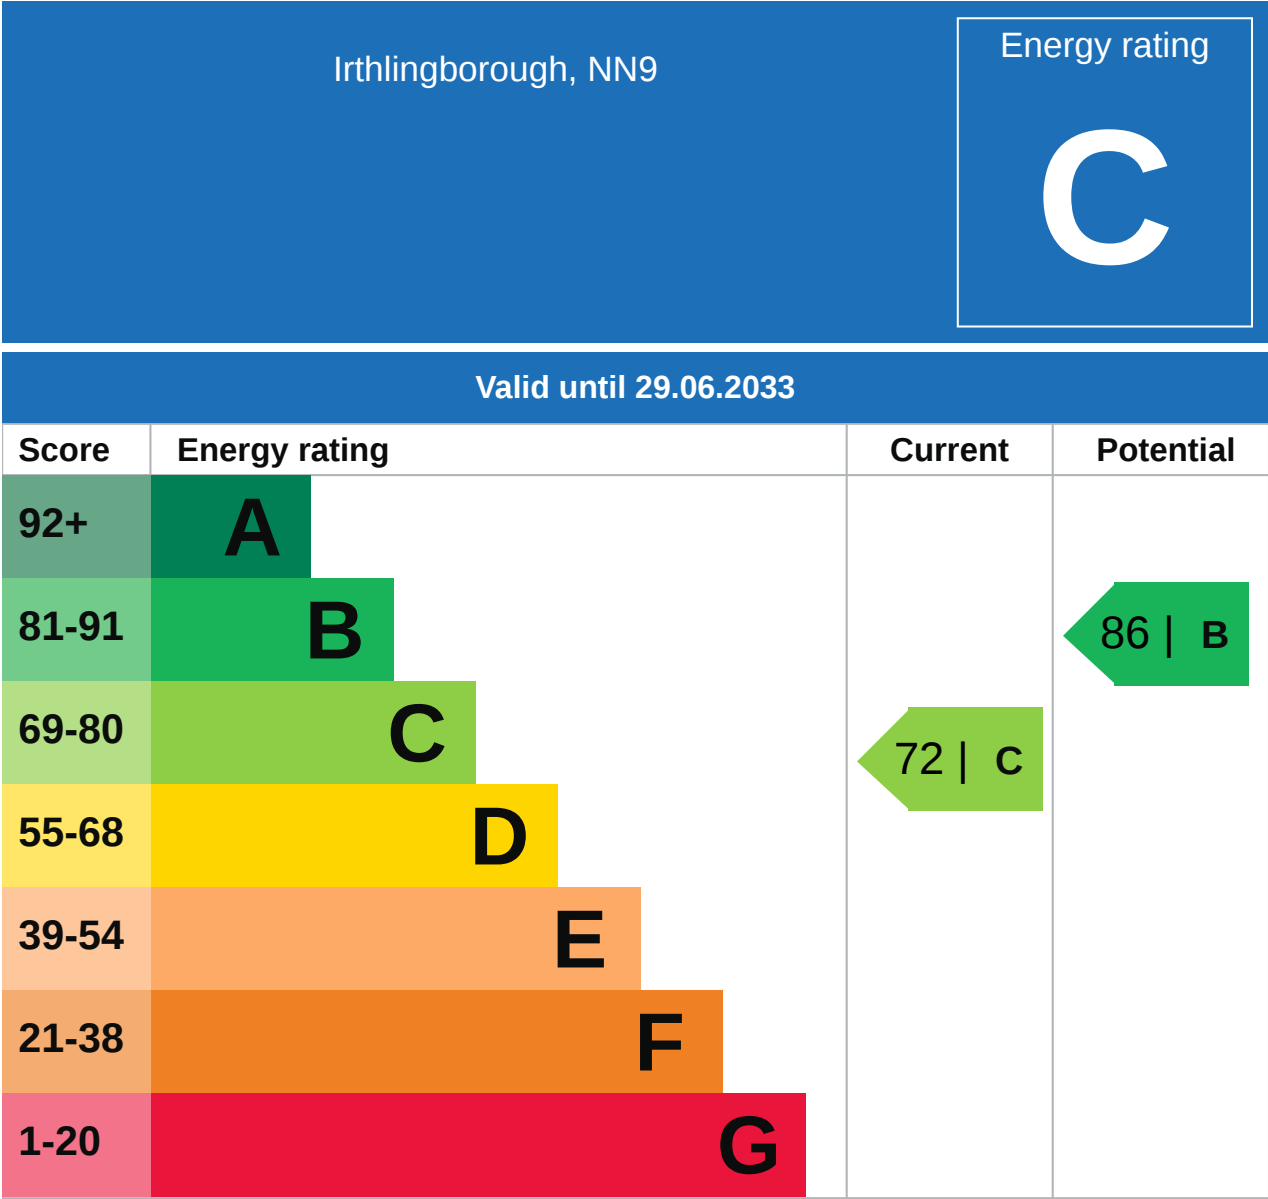 Irthlingborough, NN9
Energy rating
C
Valid until 29.06.2033
Score Energy rating Current Potential
92+ A
81-91 B 86 | B
69-80 C 72 | C
55-68 D
39-54 E
21-38 F
1-20 G